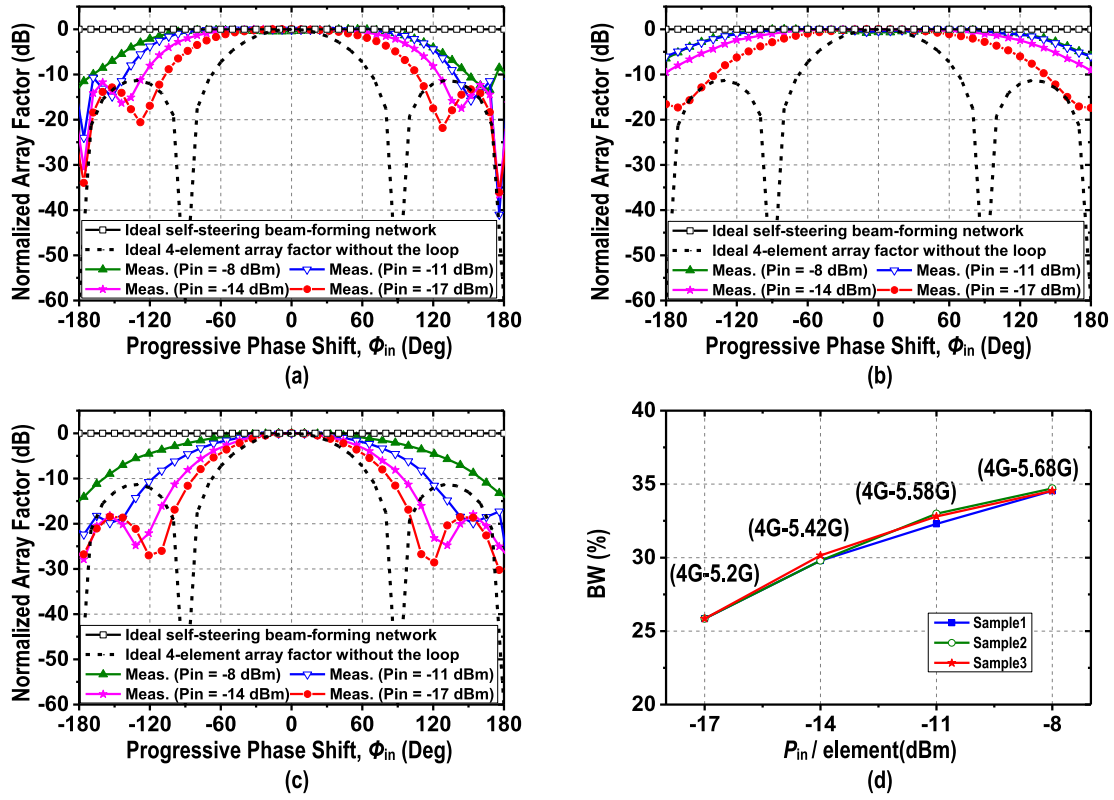 0
-10
-20
-30
-40
-50
-60
Normalized Array Factor (dB)
Ideal self-steering beam-forming network
Ideal 4-element array factor without the loop
Meas. (Pin = -8 dBm)
Meas. (Pin = -11 dBm)
Meas. (Pin = -14 dBm)
Meas. (Pin = -17 dBm)
-180 -120 -60 0 60 120 180
Progressive Phase Shift, Φin (Deg)
(a)
0
-10
-20
-30
-40
-50
-60
Normalized Array Factor (dB)
Ideal self-steering beam-forming network
Ideal 4-element array factor without the loop
Meas. (Pin = -8 dBm)
Meas. (Pin = -11 dBm)
Meas. (Pin = -14 dBm)
Meas. (Pin = -17 dBm)
-180 -120 -60 0 60 120 180
Progressive Phase Shift, Φin (Deg)
(b)
0
-10
-20
-30
-40
-50
-60
Normalized Array Factor (dB)
Ideal self-steering beam-forming network
Ideal 4-element array factor without the loop
Meas. (Pin = -8 dBm)
Meas. (Pin = -11 dBm)
Meas. (Pin = -14 dBm)
Meas. (Pin = -17 dBm)
-180 -120 -60 0 60 120 180
Progressive Phase Shift, Φin (Deg)
(c)
40
35
30
25
20
BW (%)
(4G-5.68G)
(4G-5.58G)
(4G-5.42G)
(4G-5.2G)
Sample1
Sample2
Sample3
-17 -14 -11 -8
Pin / element(dBm)
(d)